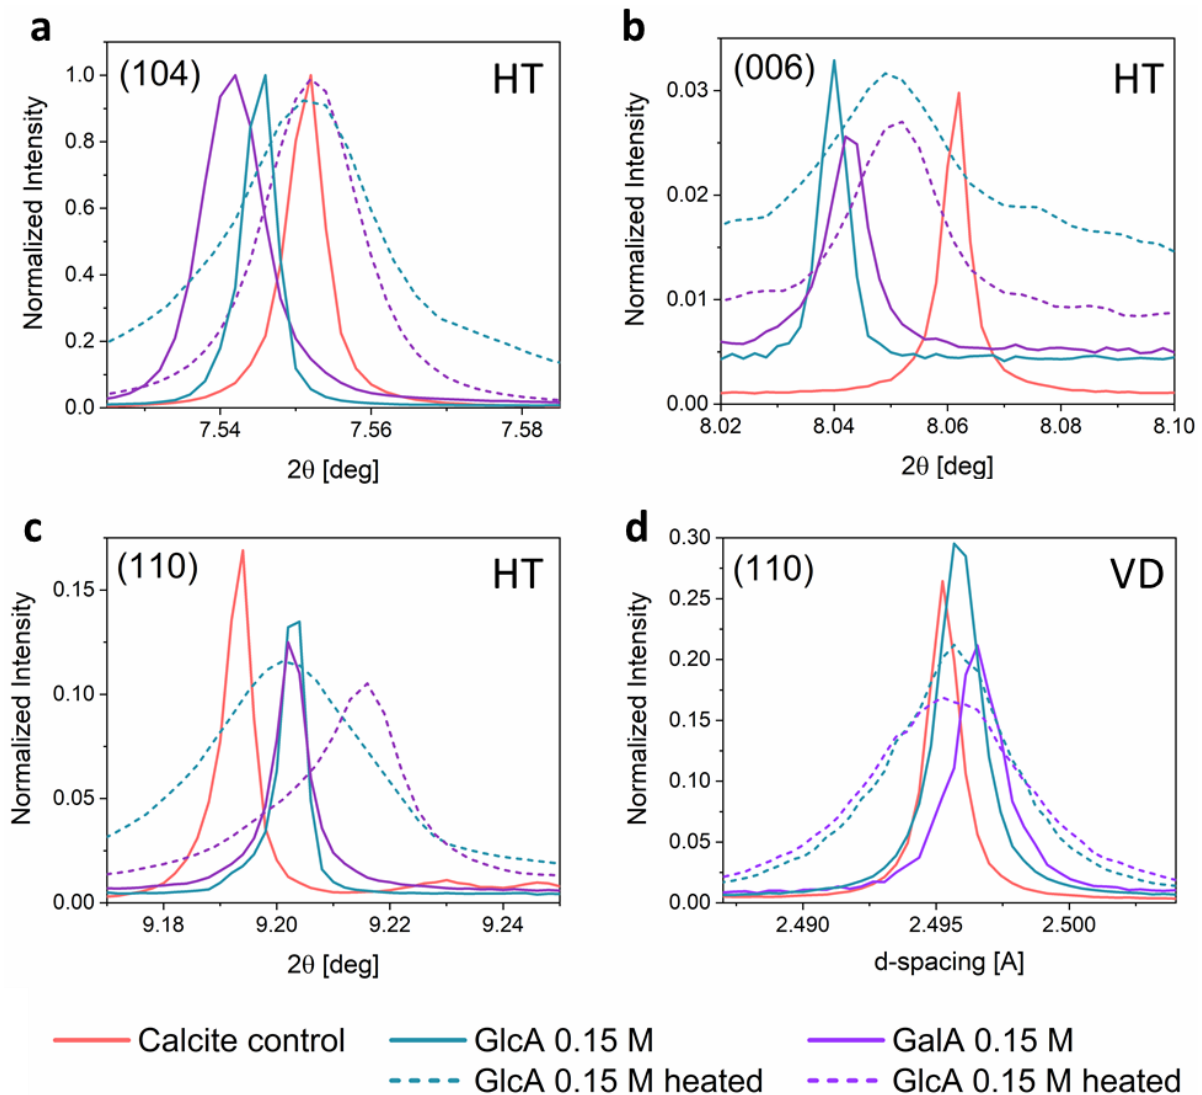 a
(104)
HT
1.0
0.8
0.6
0.4
0.2
0.0
Normalized Intensity
7.54
7.56
7.58
2θ [deg]
b
(006)
HT
0.03
0.02
0.01
0.00
Normalized Intensity
8.02
8.04
8.06
8.08
8.10
2θ [deg]
c
(110)
HT
0.15
0.10
0.05
0.00
Normalized Intensity
9.18
9.20
9.22
9.24
2θ [deg]
d
(110)
VD
0.30
0.25
0.20
0.15
0.10
0.05
0.00
Normalized Intensity
2.490
2.495
2.500
d-spacing [A]
Calcite control
GlcA 0.15 M
GalA 0.15 M
GlcA 0.15 M heated
GlcA 0.15 M heated